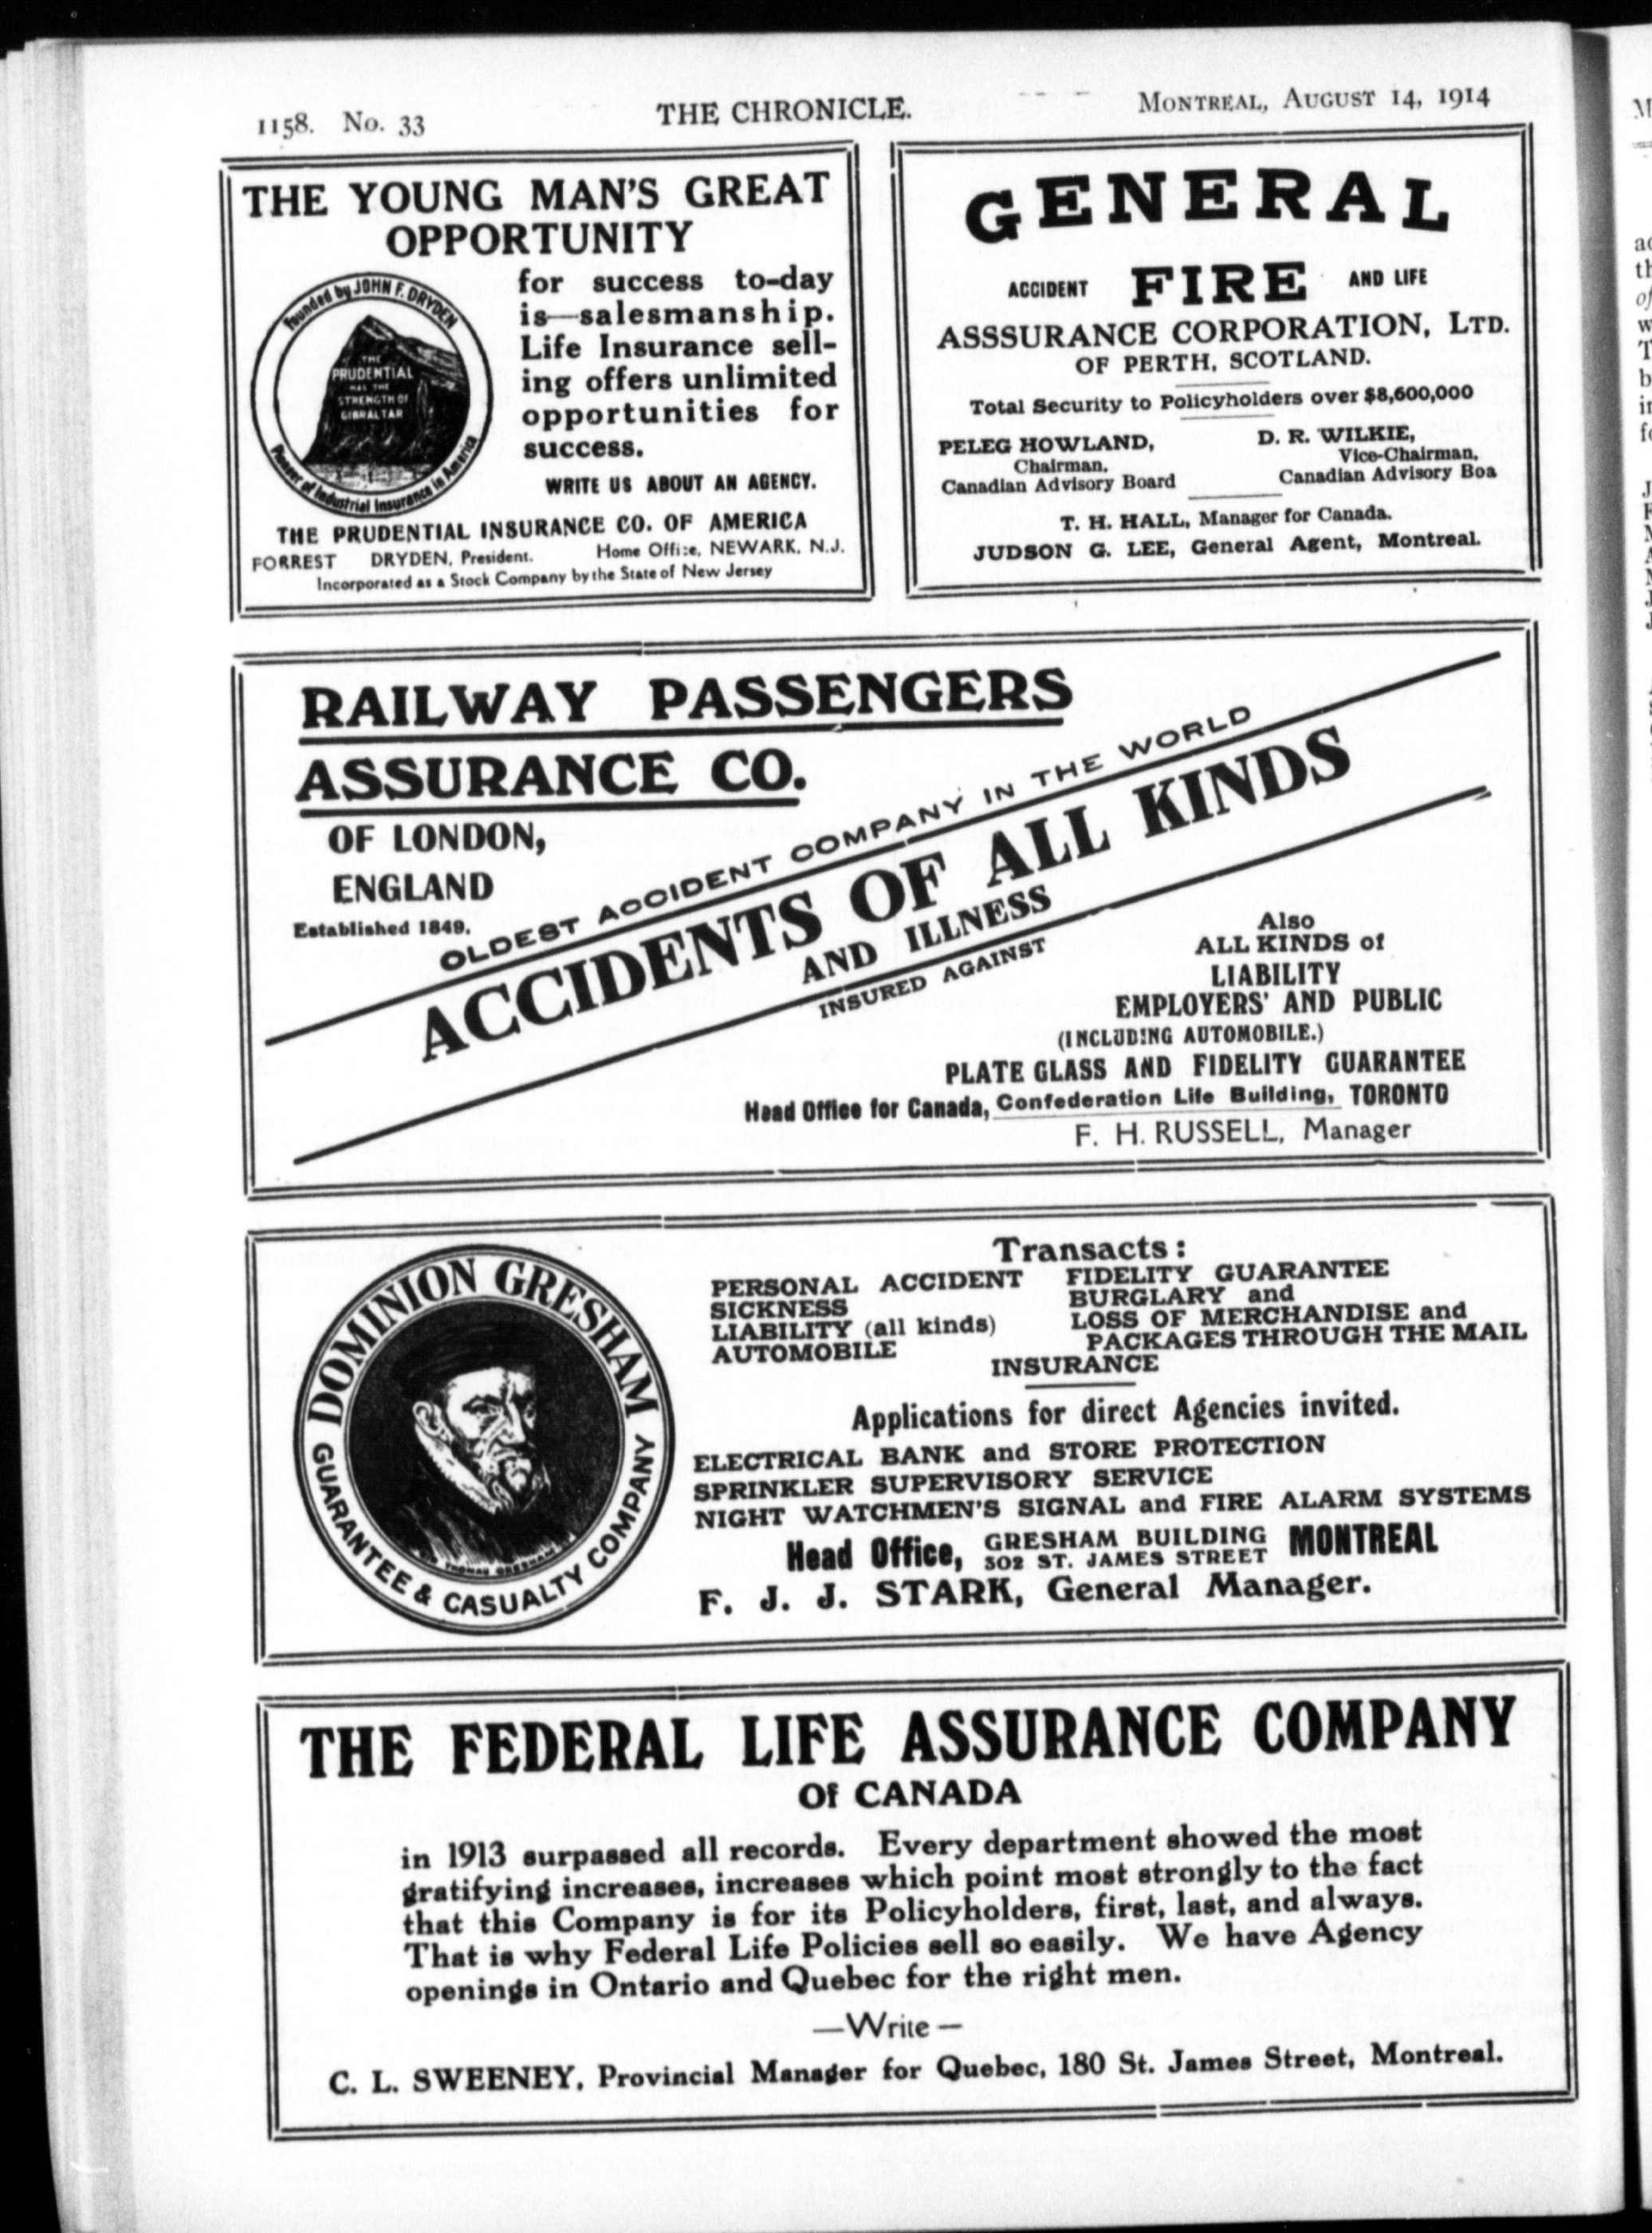 1158. No. 33
THE CHRONICLE.
MONTREAL, AUGUST 14, 1914
THE YOUNG MAN'S GREAT
OPPORTUNITY
Founded by JOHN F. DRYDEN
THE
PRUDENTIAL
HAS THE
STRENGTH OF
GIBRALTAR
Pioneer of Industrial Insurance in America
for success to-day
is—salesmanship.
Life Insurance sell-
ing offers unlimited
opportunities for
success.
WRITE US ABOUT AN AGENCY.
THE PRUDENTIAL INSURANCE CO. OF AMERICA
FORREST DRYDEN, President. Home Office, NEWARK, N.J.
Incorporated as a Stock Company by the State of New Jersey
GENERAL
ACCIDENT FIRE AND LIFE
ASSSURANCE CORPORATION, LTD.
OF PERTH, SCOTLAND.
Total Security to Policyholders over $8,600,000
PELEG HOWLAND,
Chairman,
Canadian Advisory Board
D. R. WILKIE,
Vice-Chairman,
Canadian Advisory Boa
T. H. HALL, Manager for Canada.
JUDSON G. LEE, General Agent, Montreal.
RAILWAY PASSENGERS
ASSURANCE CO.
OF LONDON,
ENGLAND
Established 1849.
OLDEST ACCIDENT COMPANY IN THE WORLD
ACCIDENTS OF ALL KINDS
AND ILLNESS
INSURED AGAINST
Also
ALL KINDS of
LIABILITY
EMPLOYERS' AND PUBLIC
(INCLUDING AUTOMOBILE.)
PLATE GLASS AND FIDELITY GUARANTEE
Head Office for Canada, Confederation Life Building, TORONTO
F. H. RUSSELL, Manager
DOMINION GRESHAM
GUARANTEE & CASUALTY COMPANY
THOMAS GRESHAM
Transacts:
PERSONAL ACCIDENT
SICKNESS
LIABILITY (all kinds)
AUTOMOBILE
FIDELITY GUARANTEE
BURGLARY and
LOSS OF MERCHANDISE and
PACKAGES THROUGH THE MAIL
INSURANCE
Applications for direct Agencies invited.
ELECTRICAL BANK and STORE PROTECTION
SPRINKLER SUPERVISORY SERVICE
NIGHT WATCHMEN'S SIGNAL and FIRE ALARM SYSTEMS
Head Office, GRESHAM BUILDING
302 ST. JAMES STREET MONTREAL
F. J. J. STARK, General Manager.
THE FEDERAL LIFE ASSURANCE COMPANY
Of CANADA
in 1913 surpassed all records. Every department showed the most
gratifying increases, increases which point most strongly to the fact
that this Company is for its Policyholders, first, last, and always.
That is why Federal Life Policies sell so easily. We have Agency
openings in Ontario and Quebec for the right men.
—Write—
C. L. SWEENEY, Provincial Manager for Quebec, 180 St. James Street, Montreal.